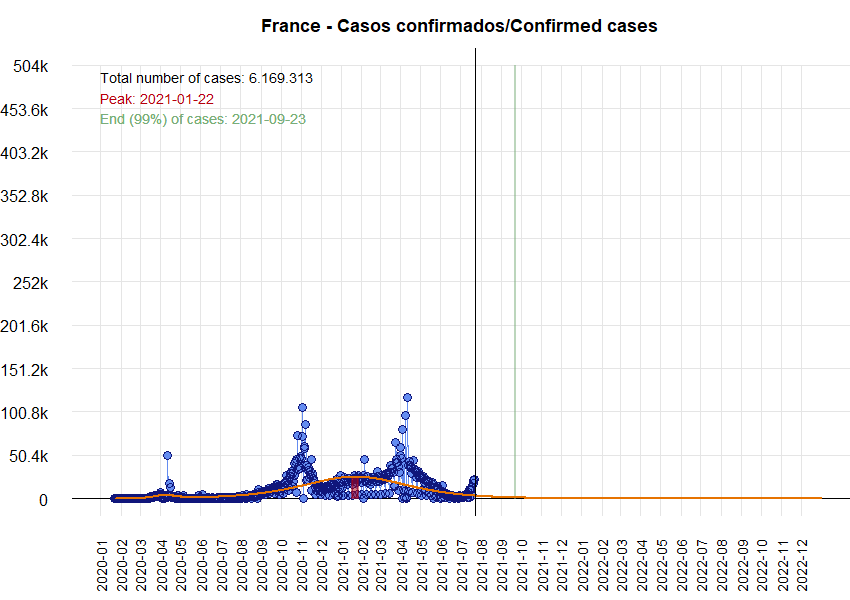 France - Casos confirmados/Confirmed cases
504k
Total number of cases: 6.169.313
Peak: 2021-01-22
End (99%) of cases: 2021-09-23
453.6k
403.2k
352.8k
302.4k
252k
201.6k
151.2k
100.8k
50.4k
0
2020-01
2020-02
2020-03
2020-04
2020-05
2020-06
2020-07
2020-08
2020-09
2020-10
2020-11
2020-12
2021-01
2021-02
2021-03
2021-04
2021-05
2021-06
2021-07
2021-08
2021-09
2021-10
2021-11
2021-12
2022-01
2022-02
2022-03
2022-04
2022-05
2022-06
2022-07
2022-08
2022-09
2022-10
2022-11
2022-12